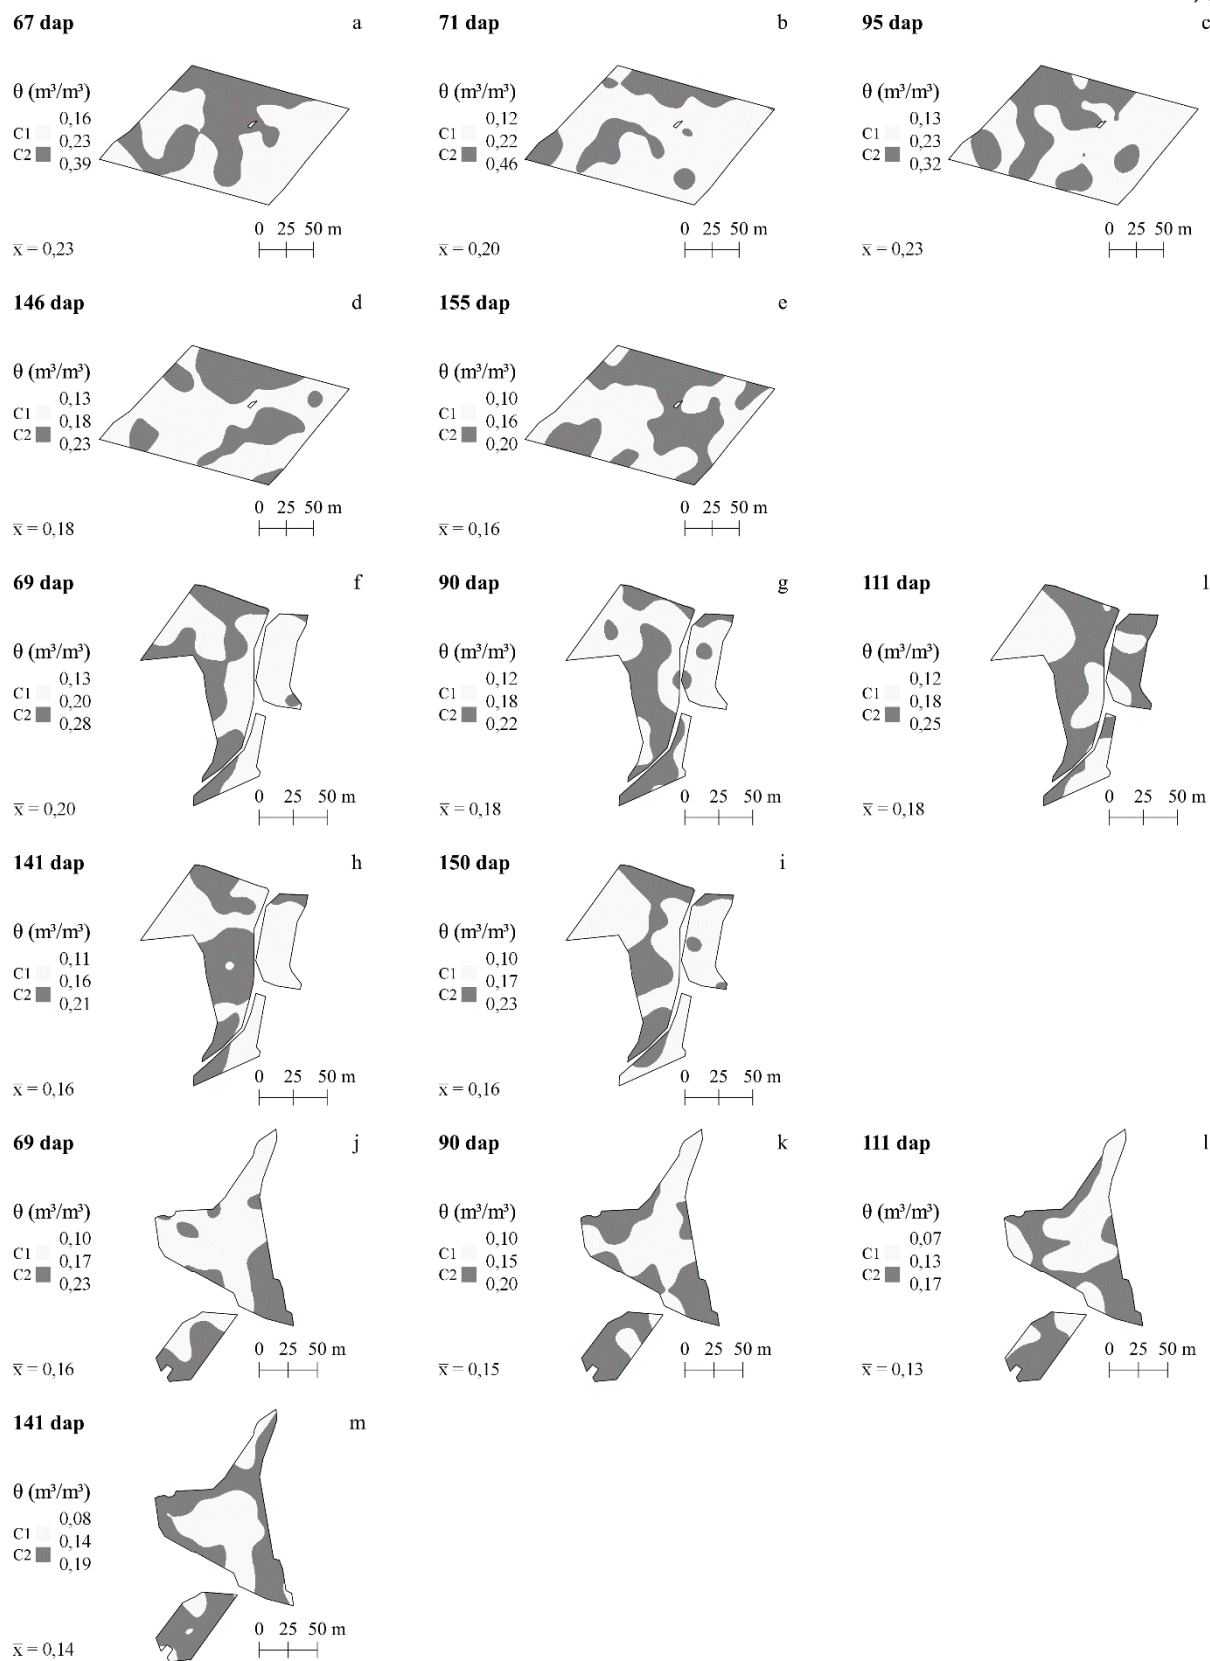 67 dap a
θ (m³/m³)
0,16
C1 0,23
C2 0,39
0 25 50 m
x̅ = 0,23
71 dap b
θ (m³/m³)
0,12
C1 0,22
C2 0,46
0 25 50 m
x̅ = 0,20
95 dap c
θ (m³/m³)
0,13
C1 0,23
C2 0,32
0 25 50 m
x̅ = 0,23
146 dap d
θ (m³/m³)
0,13
C1 0,18
C2 0,23
0 25 50 m
x̅ = 0,18
155 dap e
θ (m³/m³)
0,10
C1 0,16
C2 0,20
0 25 50 m
x̅ = 0,16
69 dap f
θ (m³/m³)
0,13
C1 0,20
C2 0,28
0 25 50 m
x̅ = 0,20
90 dap g
θ (m³/m³)
0,12
C1 0,18
C2 0,22
0 25 50 m
x̅ = 0,18
111 dap l
θ (m³/m³)
0,12
C1 0,18
C2 0,25
0 25 50 m
x̅ = 0,18
141 dap h
θ (m³/m³)
0,11
C1 0,16
C2 0,21
0 25 50 m
x̅ = 0,16
150 dap i
θ (m³/m³)
0,10
C1 0,17
C2 0,23
0 25 50 m
x̅ = 0,16
69 dap j
θ (m³/m³)
0,10
C1 0,17
C2 0,23
0 25 50 m
x̅ = 0,16
90 dap k
θ (m³/m³)
0,10
C1 0,15
C2 0,20
0 25 50 m
x̅ = 0,15
111 dap l
θ (m³/m³)
0,07
C1 0,13
C2 0,17
0 25 50 m
x̅ = 0,13
141 dap m
θ (m³/m³)
0,08
C1 0,14
C2 0,19
0 25 50 m
x̅ = 0,14